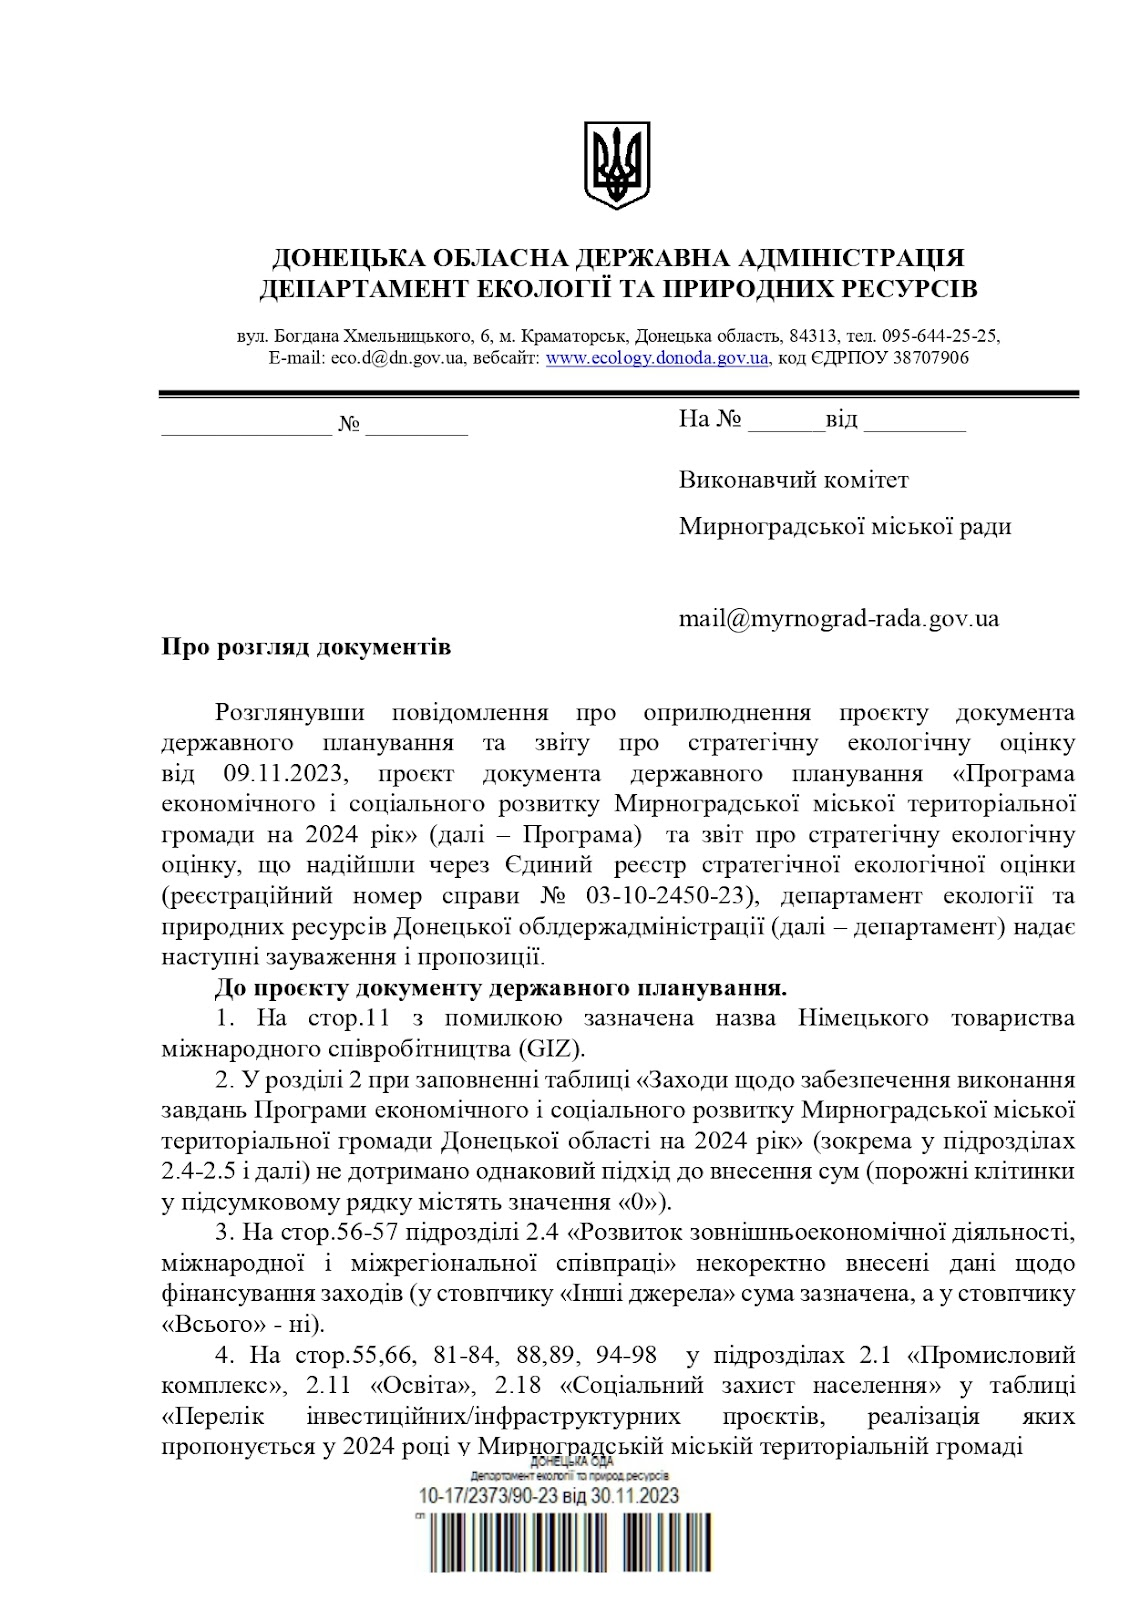 ДОНЕЦЬКА ОБЛАСНА ДЕРЖАВНА АДМІНІСТРАЦІЯ
ДЕПАРТАМЕНТ ЕКОЛОГІЇ ТА ПРИРОДНИХ РЕСУРСІВ
вул. Богдана Хмельницького, 6, м. Краматорськ, Донецька область, 84313, тел. 095-644-25-25,
E-mail: eco.d@dn.gov.ua, вебсайт: www.ecology.donoda.gov.ua, код ЄДРПОУ 38707906
_____________ № ________
На № ______від ________
Виконавчий комітет
Мирноградської міської ради
mail@myrnograd-rada.gov.ua
Про розгляд документів
Розглянувши повідомлення про оприлюднення проєкту документа
державного планування та звіту про стратегічну екологічну оцінку
від 09.11.2023, проєкт документа державного планування «Програма
економічного і соціального розвитку Мирноградської міської територіальної
громади на 2024 рік» (далі – Програма) та звіт про стратегічну екологічну
оцінку, що надійшли через Єдиний реєстр стратегічної екологічної оцінки
(реєстраційний номер справи № 03-10-2450-23), департамент екології та
природних ресурсів Донецької облдержадміністрації (далі – департамент) надає
наступні зауваження і пропозиції.
До проєкту документу державного планування.
1. На стор.11 з помилкою зазначена назва Німецького товариства
міжнародного співробітництва (GIZ).
2. У розділі 2 при заповненні таблиці «Заходи щодо забезпечення виконання
завдань Програми економічного і соціального розвитку Мирноградської міської
територіальної громади Донецької області на 2024 рік» (зокрема у підрозділах
2.4-2.5 і далі) не дотримано однаковий підхід до внесення сум (порожні клітинки
у підсумковому рядку містять значення «0»).
3. На стор.56-57 підрозділі 2.4 «Розвиток зовнішньоекономічної діяльності,
міжнародної і міжрегіональної співпраці» некоректно внесені дані щодо
фінансування заходів (у стовпчику «Інші джерела» сума зазначена, а у стовпчику
«Всього» - ні).
4. На стор.55,66, 81-84, 88,89, 94-98 у підрозділах 2.1 «Промисловий
комплекс», 2.11 «Освіта», 2.18 «Соціальний захист населення» у таблиці
«Перелік інвестиційних/інфраструктурних проєктів, реалізація яких
пропонується у 2024 році у Мирноградській міській територіальній громаді
ДОНЕЦЬКА ОДА
Департамент екології та природ.ресурсів
10-17/2373/90-23 від 30.11.2023
СП